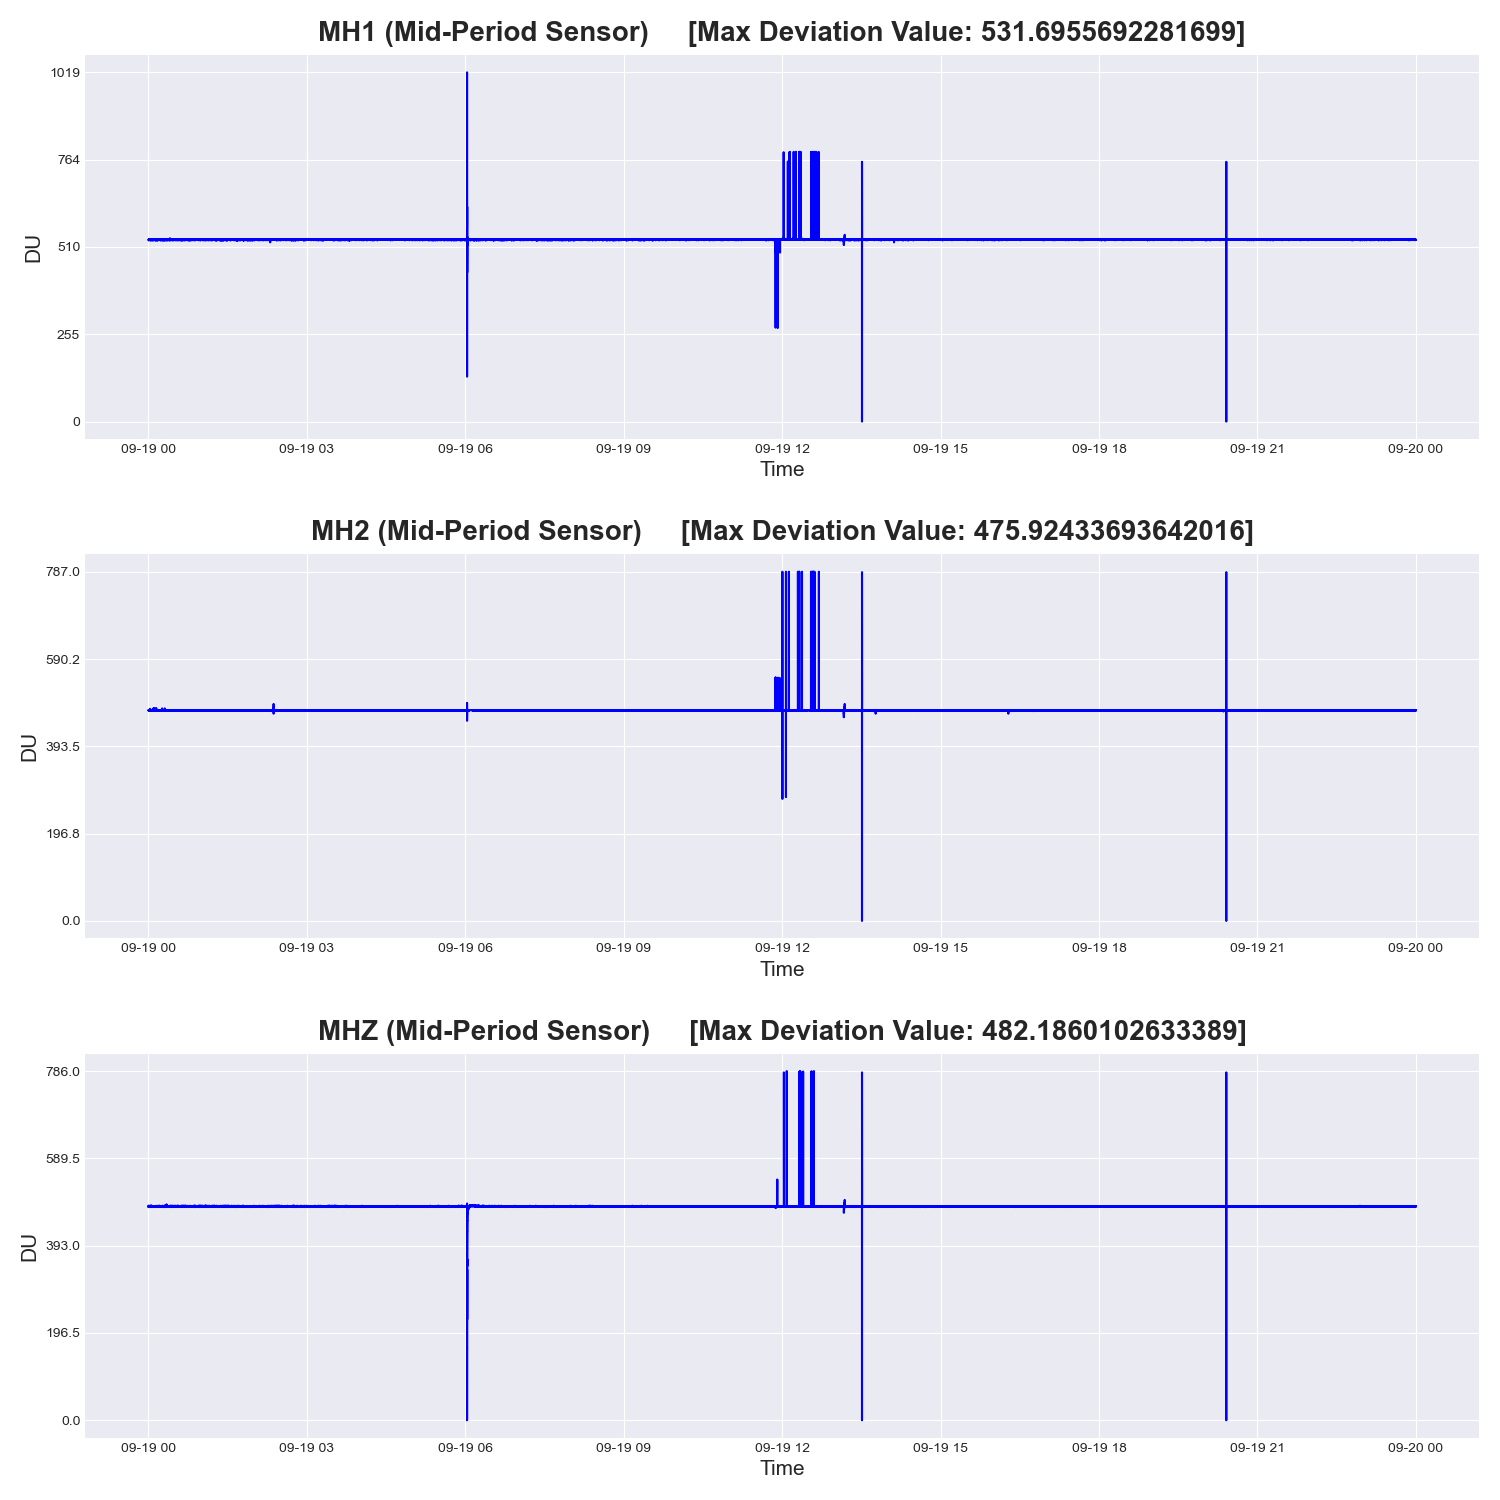 MH1 (Mid-Period Sensor) [Max Deviation Value: 531.6955692281699]
1019
764
510
255
0
DU
09-19 00 09-19 03 09-19 06 09-19 09 09-19 12 09-19 15 09-19 18 09-19 21 09-20 00
Time
MH2 (Mid-Period Sensor) [Max Deviation Value: 475.92433693642016]
787.0
590.2
393.5
196.8
0.0
DU
09-19 00 09-19 03 09-19 06 09-19 09 09-19 12 09-19 15 09-19 18 09-19 21 09-20 00
Time
MHZ (Mid-Period Sensor) [Max Deviation Value: 482.1860102633389]
786.0
589.5
393.0
196.5
0.0
DU
09-19 00 09-19 03 09-19 06 09-19 09 09-19 12 09-19 15 09-19 18 09-19 21 09-20 00
Time